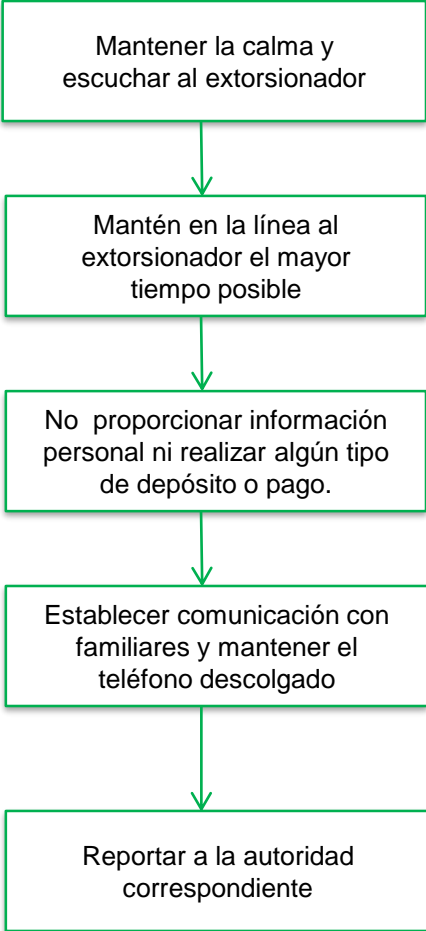 Mantener la calma y
escuchar al extorsionador
Mantén en la línea al
extorsionador el mayor
tiempo posible
No  proporcionar información
personal ni realizar algún tipo
de depósito o pago.
Establecer comunicación con
familiares y mantener el
teléfono descolgado
Reportar a la autoridad
correspondiente